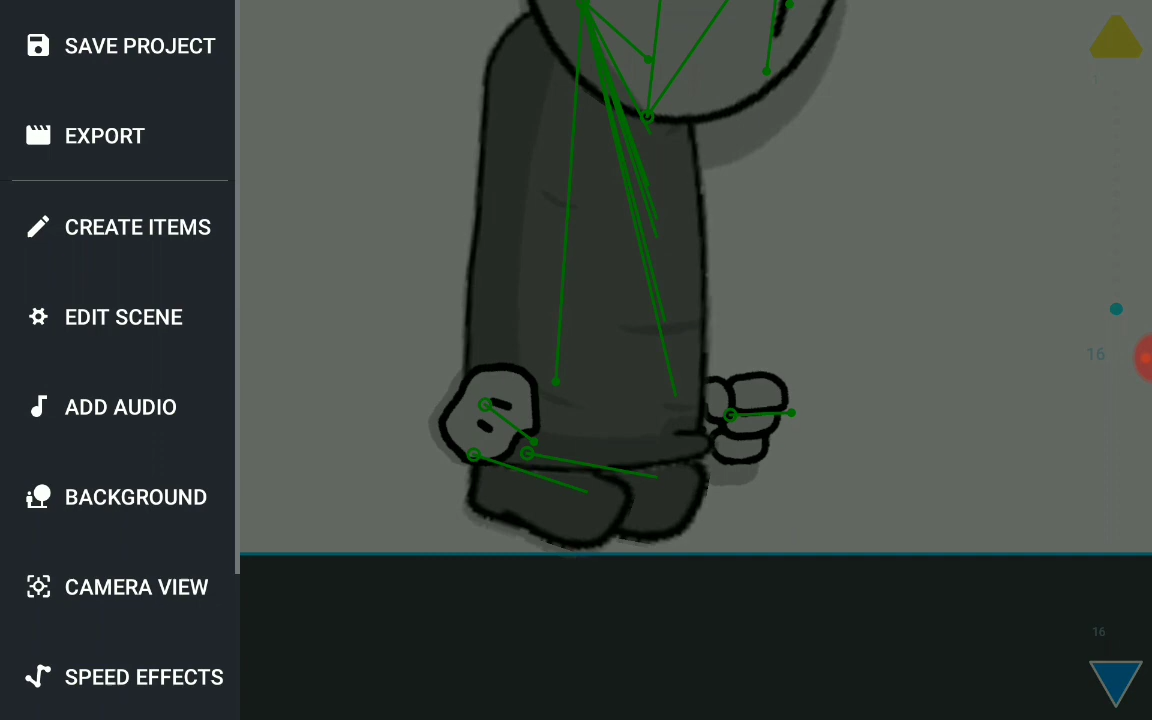 SAVE PROJECT
EXPORT
CREATE ITEMS
EDIT SCENE
16
ADD AUDIO
BACKGROUND
CAMERA VIEW
16
SPEED EFFECTS